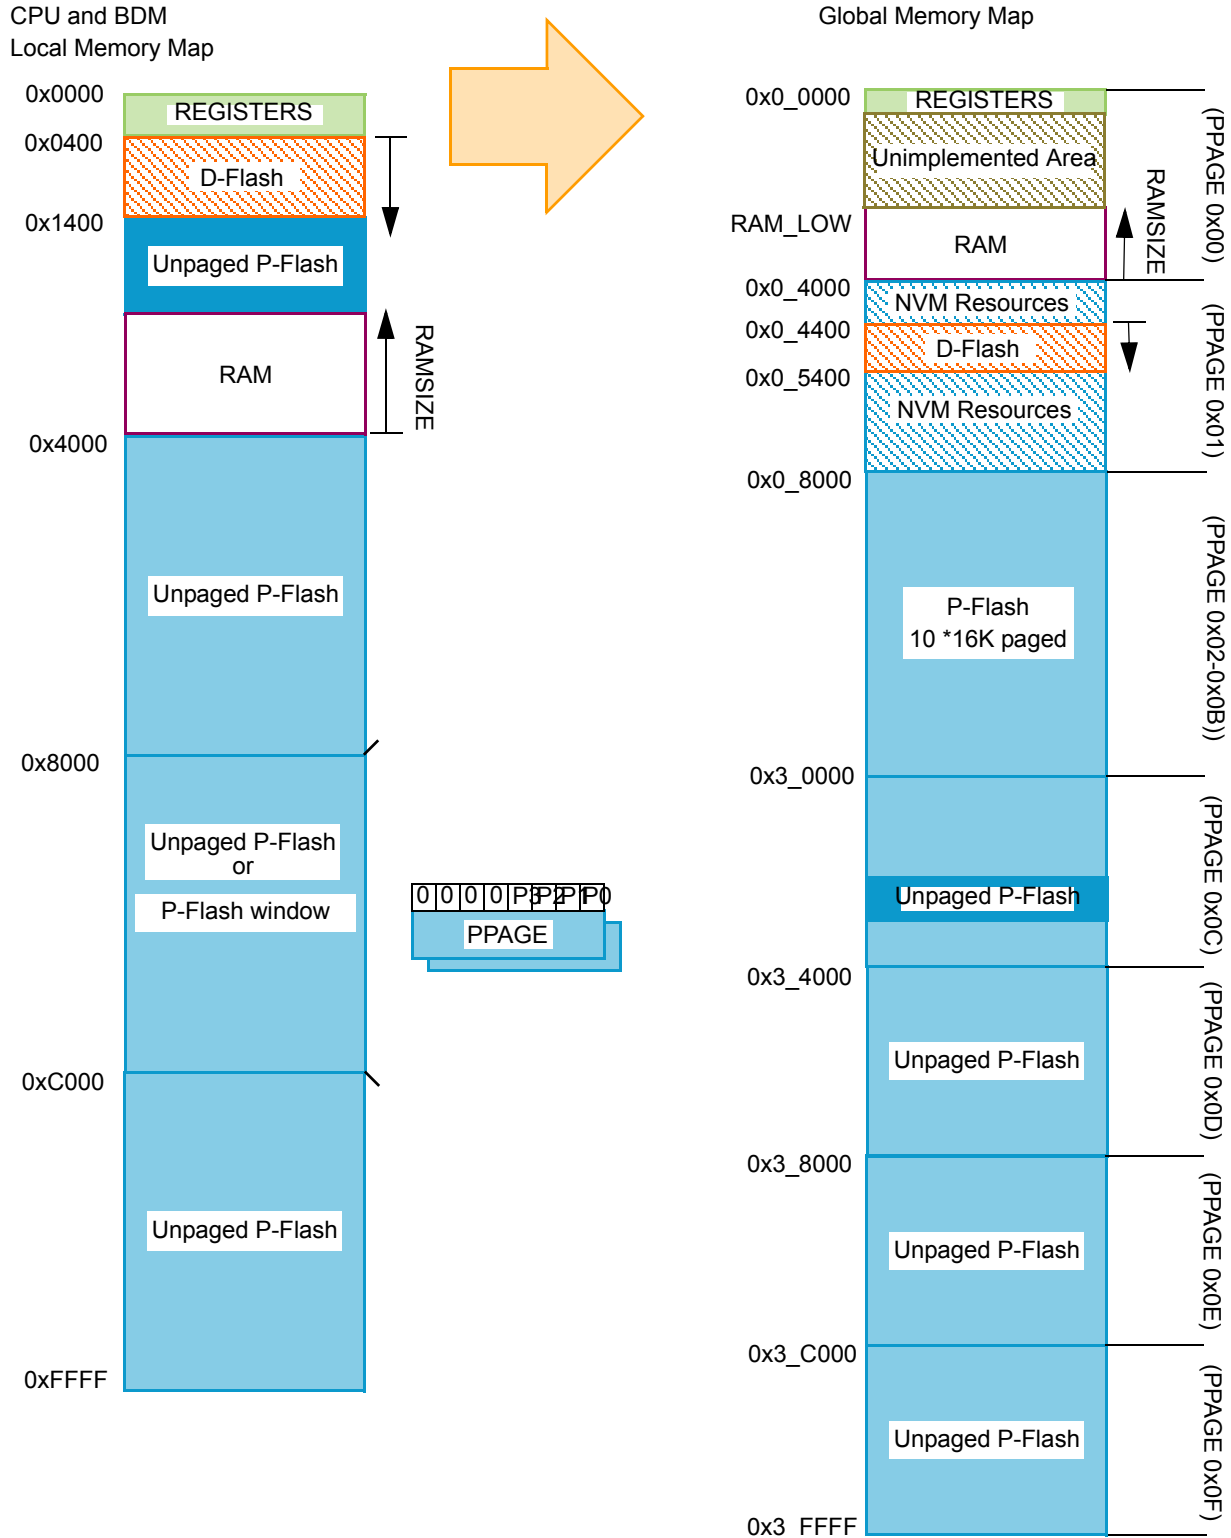 CPU and BDM
Local Memory Map
0x0000
REGISTERS
0x0400
D-Flash
0x1400
Unpaged P-Flash
RAM
RAMSIZE
0x4000
Unpaged P-Flash
0x8000
Unpaged P-Flash
or
P-Flash window
0xC000
Unpaged P-Flash
0xFFFF
0 0 0 0 P3 P2 P1 P0
PPAGE
Global Memory Map
0x0_0000
REGISTERS
Unimplemented Area
(PPAGE 0x00)
RAM_LOW
RAM
RAMSIZE
0x0_4000
NVM Resources
0x0_4400
D-Flash
(PPAGE 0x01)
0x0_5400
NVM Resources
0x0_8000
P-Flash
10 *16K paged
(PPAGE 0x02-0x0B))
0x3_0000
Unpaged P-Flash
(PPAGE 0x0C)
0x3_4000
Unpaged P-Flash
(PPAGE 0x0D)
0x3_8000
Unpaged P-Flash
(PPAGE 0x0E)
0x3_C000
Unpaged P-Flash
(PPAGE 0x0F)
0x3_FFFF